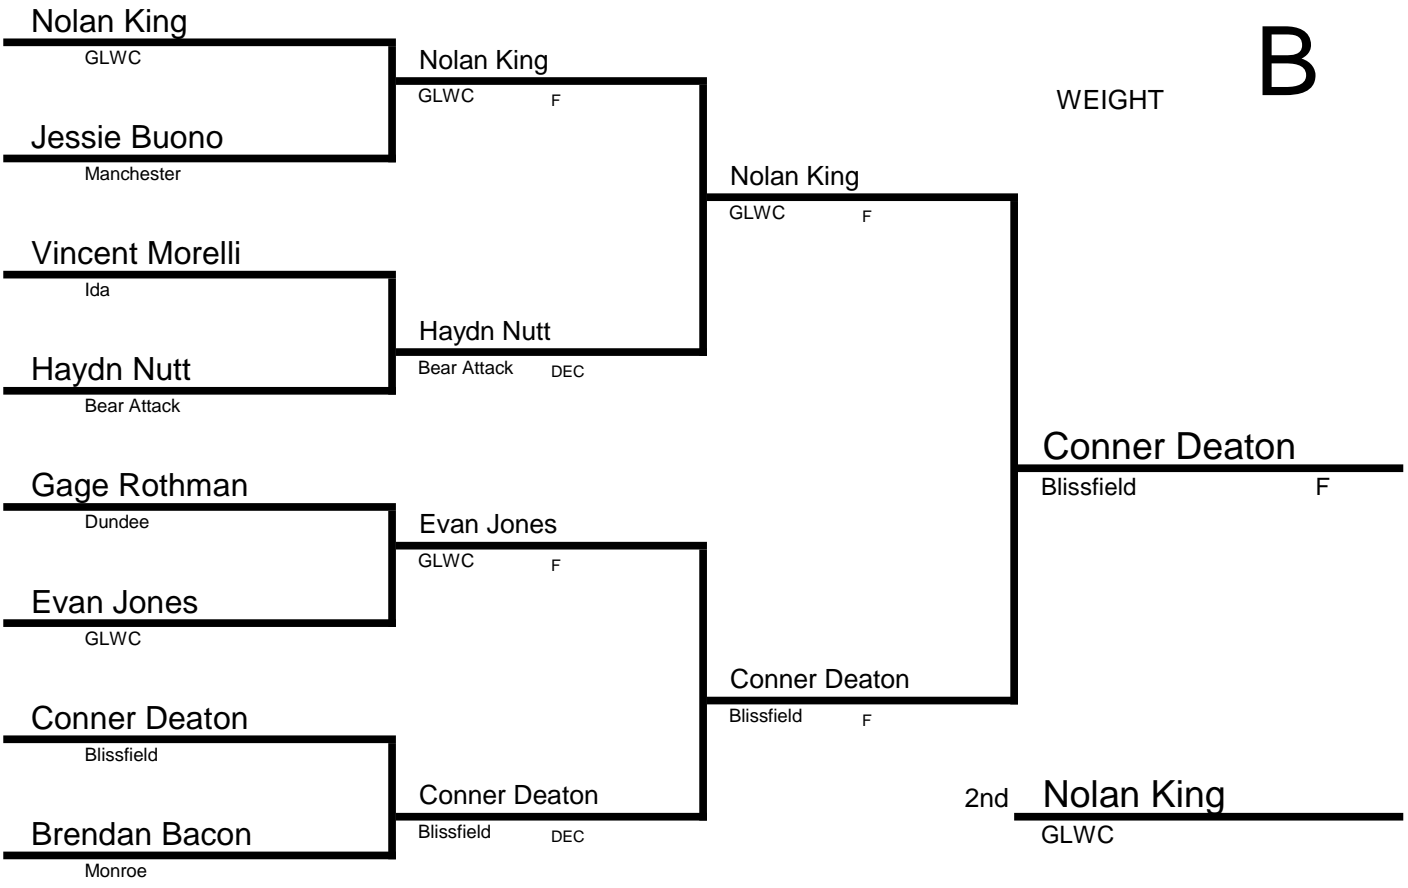 Nolan King
GLWC
Jessie Buono
Manchester
Vincent Morelli
Ida
Haydn Nutt
Bear Attack
Gage Rothman
Dundee
Evan Jones
GLWC
Conner Deaton
Blissfield
Brendan Bacon
Monroe
Nolan King
GLWC F
Haydn Nutt
Bear Attack DEC
Evan Jones
GLWC F
Conner Deaton
Blissfield DEC
Nolan King
GLWC F
Conner Deaton
Blissfield F
WEIGHT B
Conner Deaton
Blissfield F
2nd Nolan King
GLWC